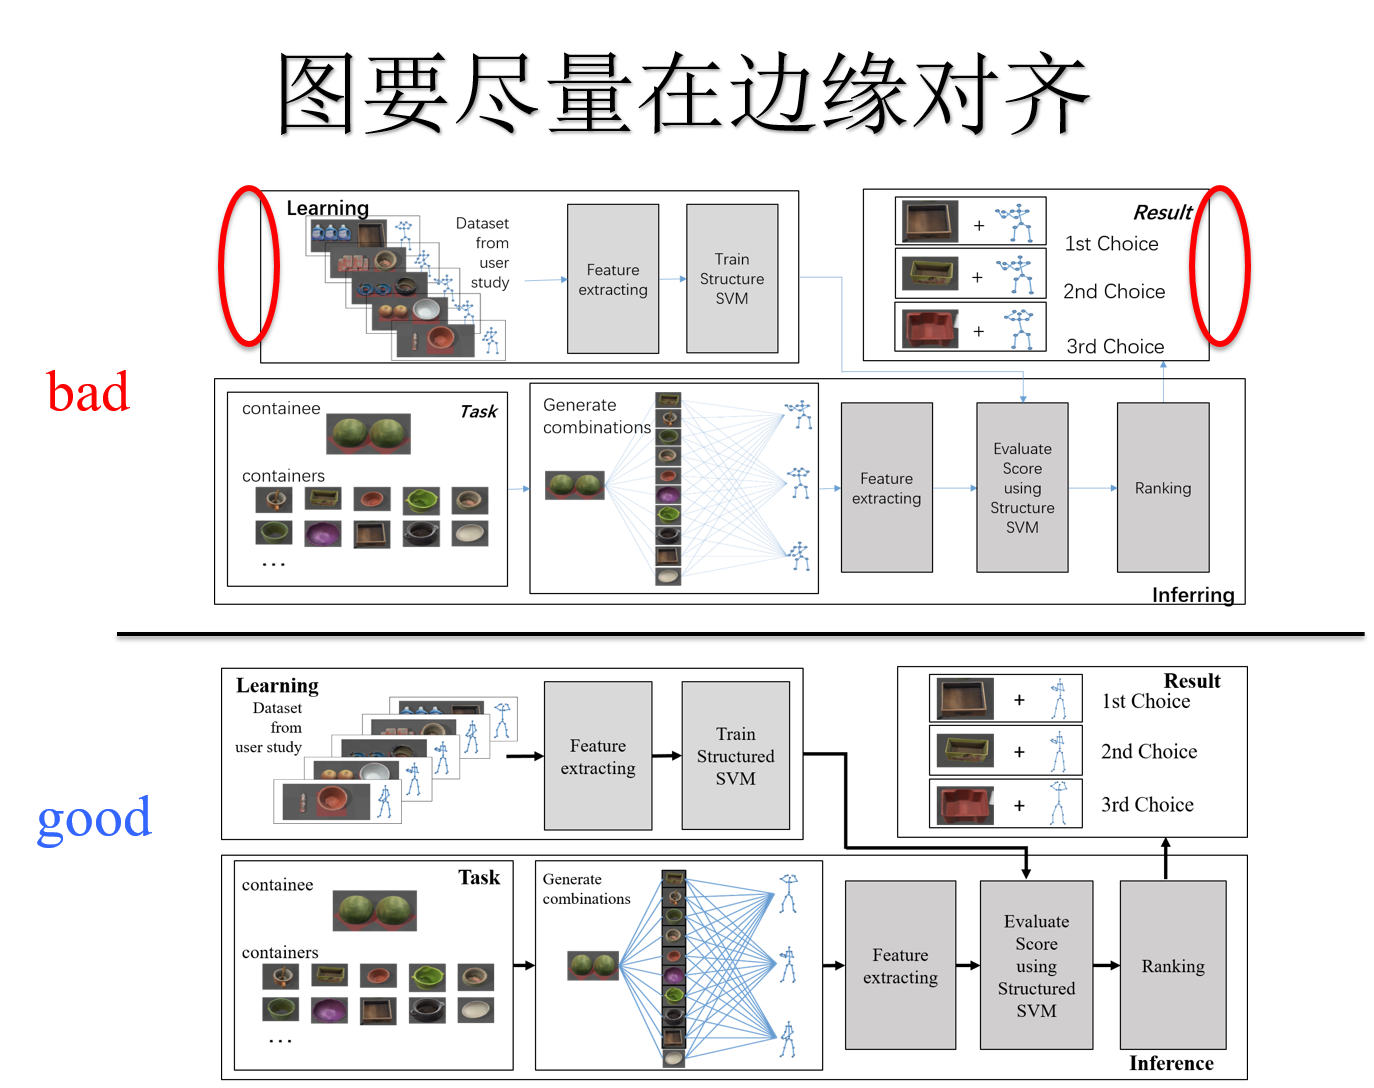 图要尽量在边缘对齐
bad
Learning
Dataset
from
user
study
Feature
extracting
Train
Structure
SVM
Result
+
1st Choice
+
2nd Choice
+
3rd Choice
containee
Task
containers
...
Generate
combinations
Feature
extracting
Evaluate
Score
using
Structure
SVM
Ranking
Inferring
good
Learning
Dataset
from
user study
Feature
extracting
Train
Structured
SVM
Result
+
1st Choice
+
2nd Choice
+
3rd Choice
containee
Task
containers
...
Generate
combinations
Feature
extracting
Evaluate
Score
using
Structured
SVM
Ranking
Inference